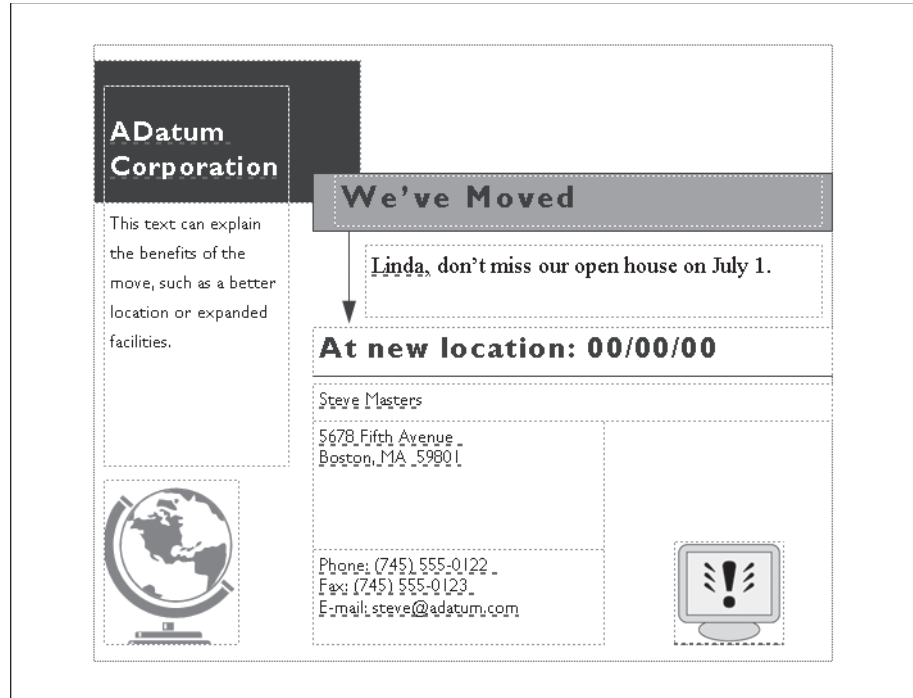 ADatum
Corporation
We've Moved
This text can explain
the benefits of the
move, such as a better
location or expanded
facilities.
Linda, don't miss our open house on July 1.
At new location: 00/00/00
Steve Masters
5678 Fifth Avenue
Boston, MA  59801
Phone: (745) 555-0122
Fax: (745) 555-0123
E-mail: steve@adatum.com